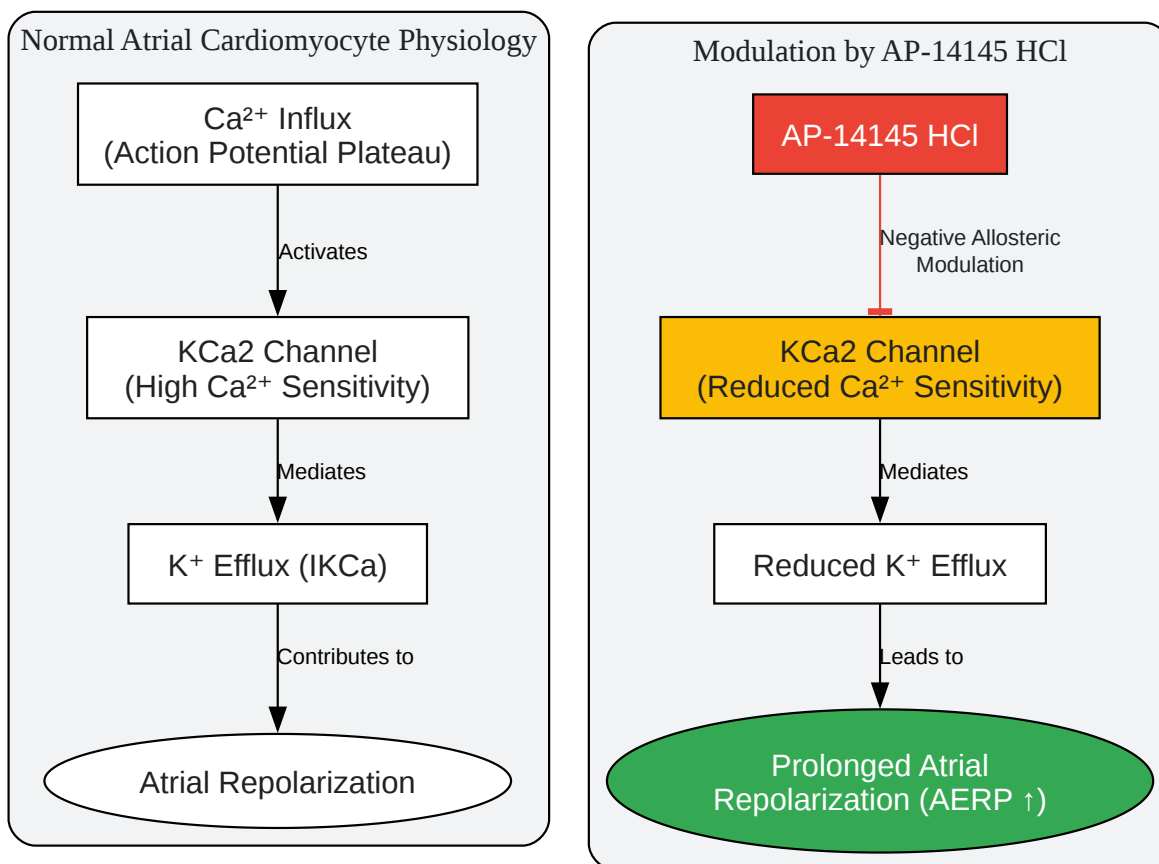 Normal Atrial Cardiomyocyte Physiology
Ca²⁺ Influx
(Action Potential Plateau)
Activates
KCa2 Channel
(High Ca²⁺ Sensitivity)
Mediates
K⁺ Efflux (IKCa)
Contributes to
Atrial Repolarization
Modulation by AP-14145 HCl
AP-14145 HCl
Negative Allosteric
Modulation
KCa2 Channel
(Reduced Ca²⁺ Sensitivity)
Mediates
Reduced K⁺ Efflux
Leads to
Prolonged Atrial
Repolarization (AERP ↑)